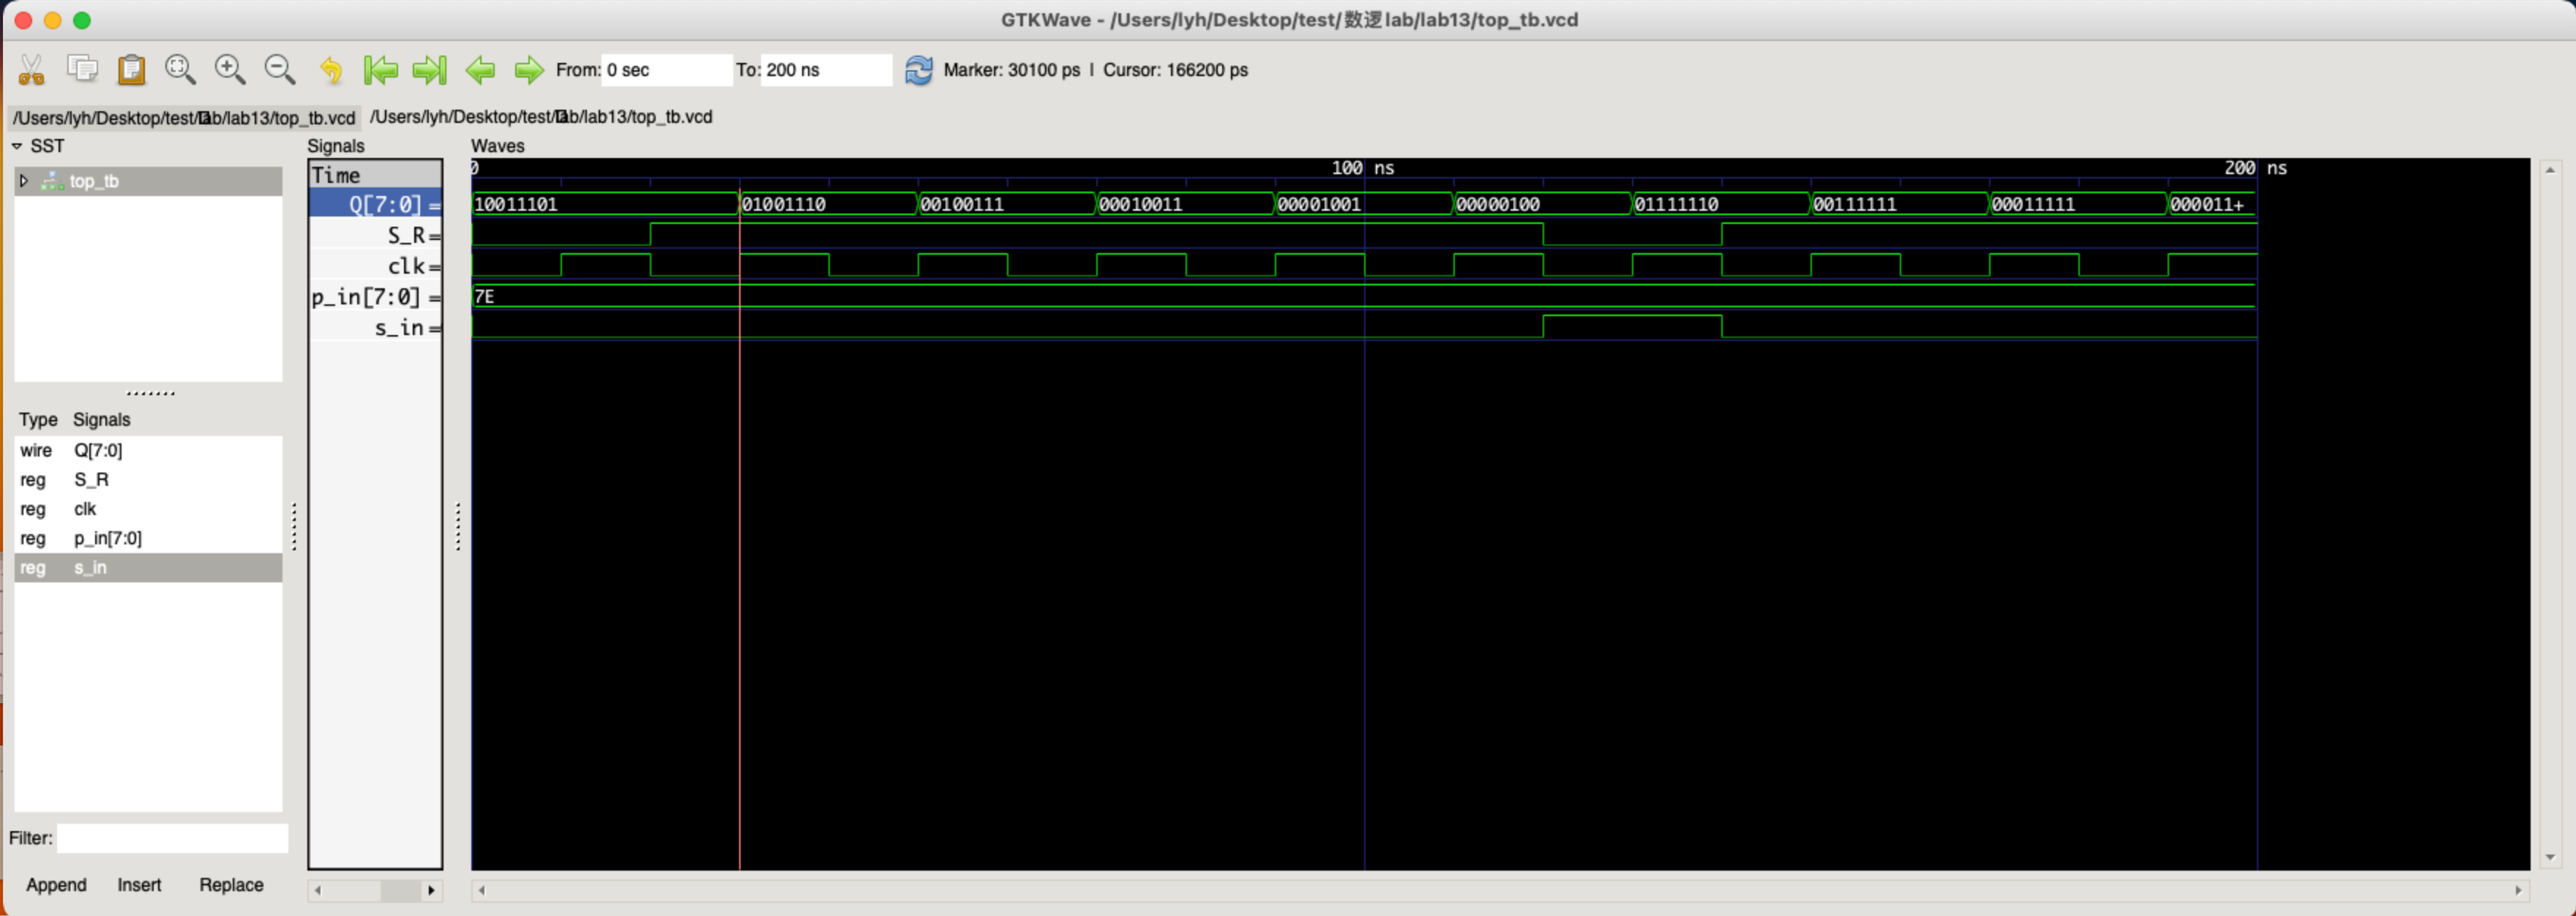 GTKWave - /Users/lyh/Desktop/test/数逻lab/lab13/top_tb.vcd
From: 0 sec To: 200 ns Marker: 30100 ps | Cursor: 166200 ps
/Users/lyh/Desktop/test/ab/lab13/top_tb.vcd /Users/lyh/Desktop/test/ab/lab13/top_tb.vcd
SST
top_tb
Type Signals
wire Q[7:0]
reg S_R
reg clk
reg p_in[7:0]
reg s_in
Filter:
Append Insert Replace
Signals
Time
Q[7:0] =
S_R =
clk =
p_in[7:0] =
s_in =
Waves
0 100 ns 200 ns
10011101 01001110 00100111 00010011 00001001 00000100 01111110 00111111 00011111 000011+
7E